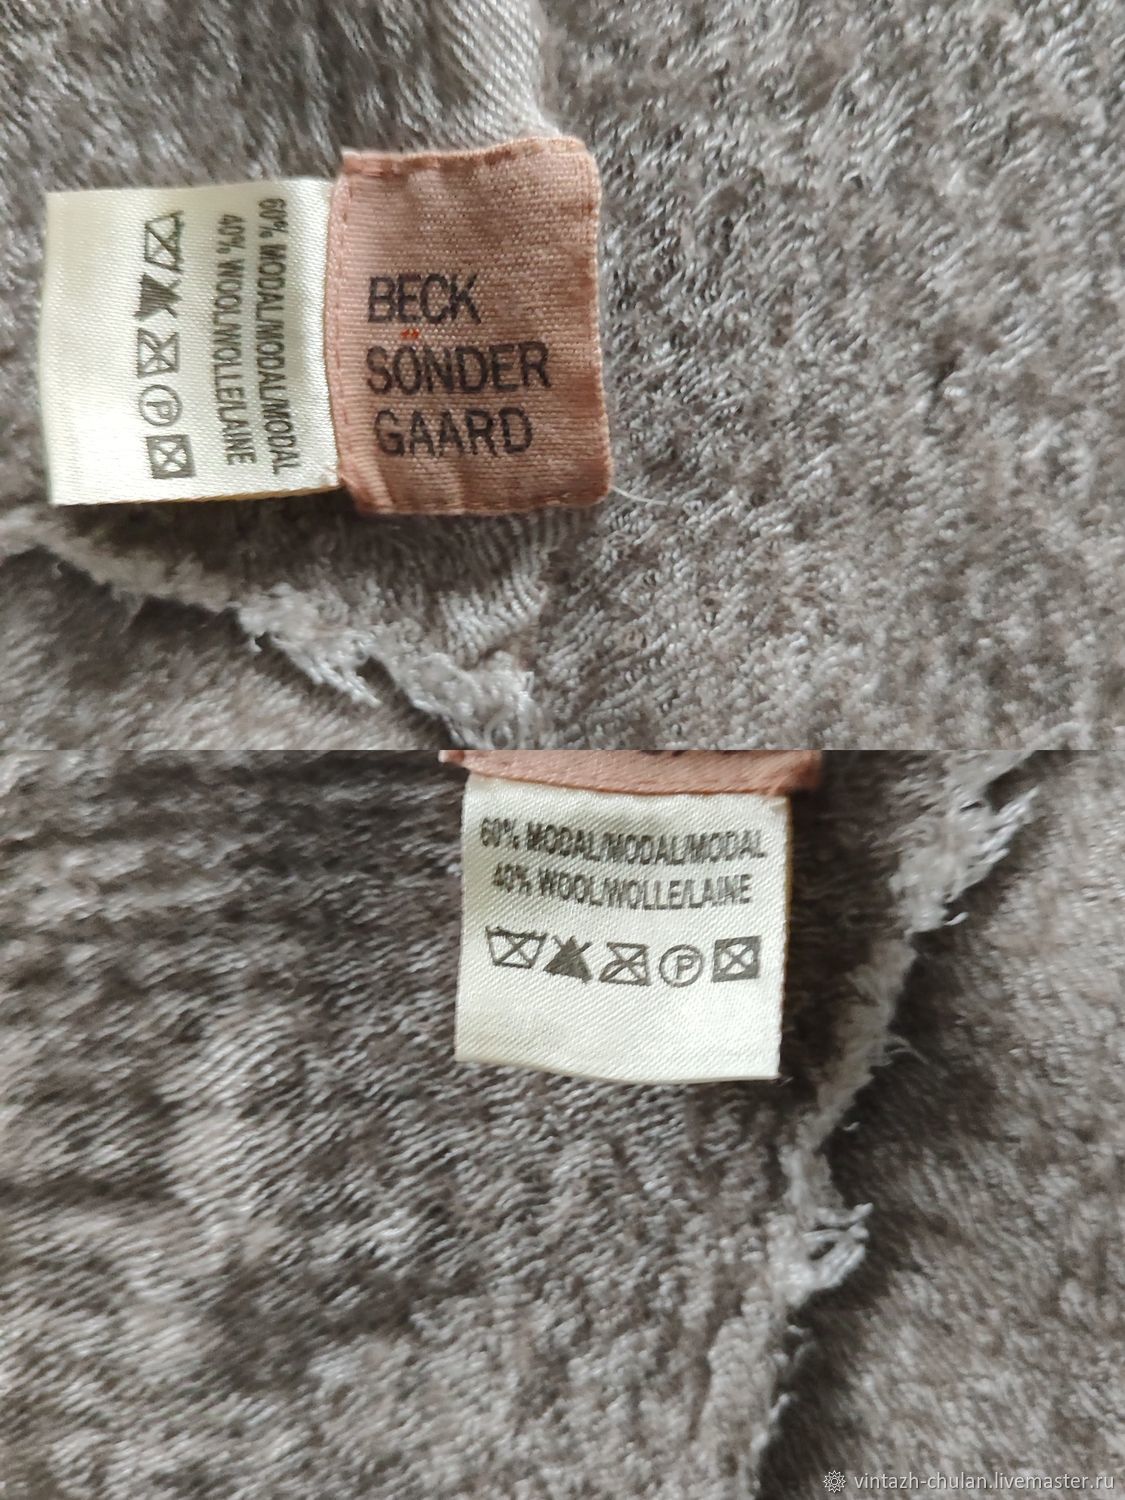 60% MODAL/MODAL/MODAL
40% WOOL/WOLLE/LAINE
P
BECK
SÖNDER
GAARD
60% MODAL/MODAL/MODAL
40% WOOL/WOLLE/LAINE
P
vintazh-chulan.livemaster.ru